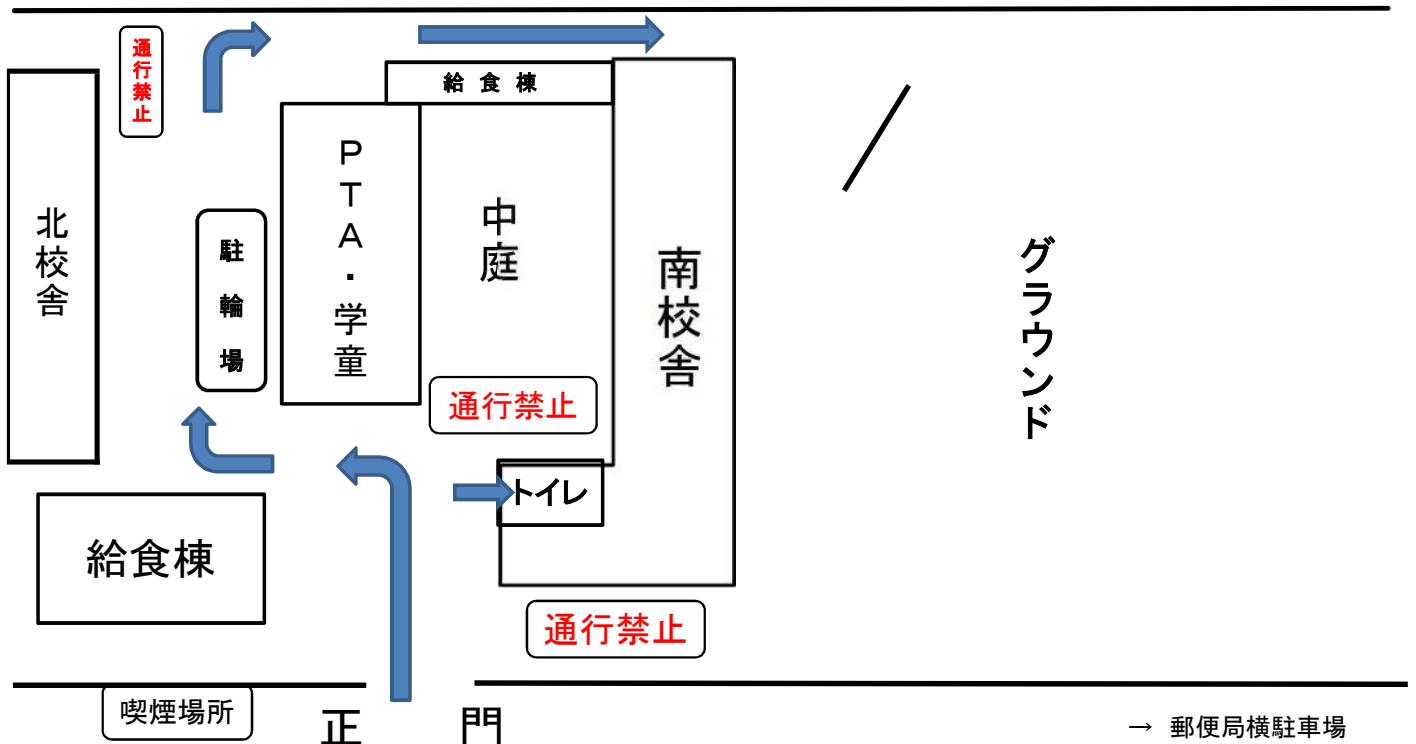 通行禁止
給食棟
北校舎
駐輪場
PTA・学童
中庭
南校舎
グラウンド
通行禁止
トイレ
給食棟
通行禁止
喫煙場所
正門
→ 郵便局横駐車場